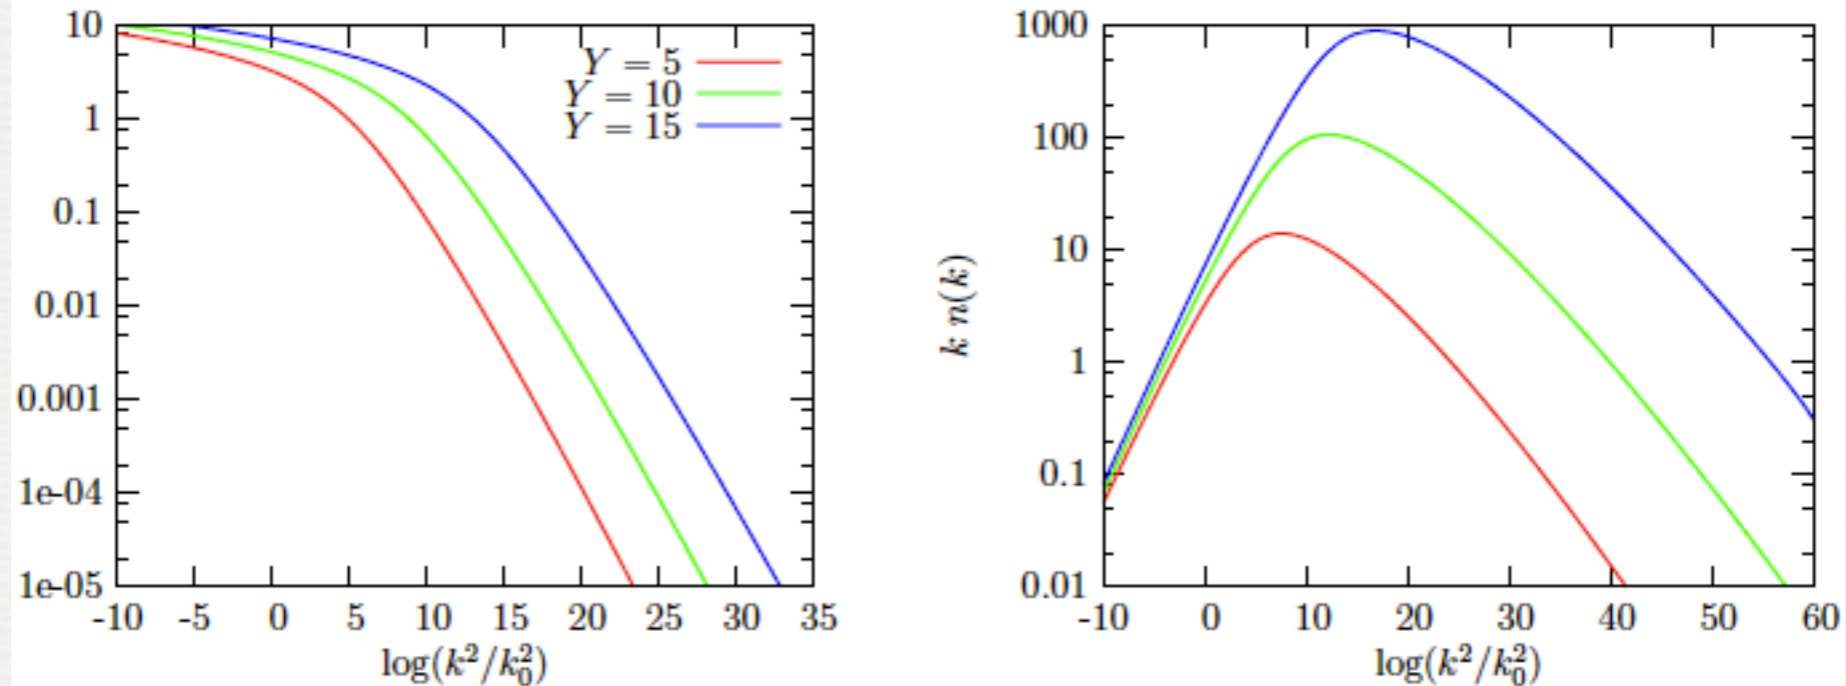 10
1
0.1
0.01
0.001
1e-04
1e-05
-10 -5 0 5 10 15 20 25 30 35
log(k²/k₀²)
Y = 5
Y = 10
Y = 15
1000
100
10
1
0.1
0.01
k n(k)
-10 0 10 20 30 40 50 60
log(k²/k₀²)